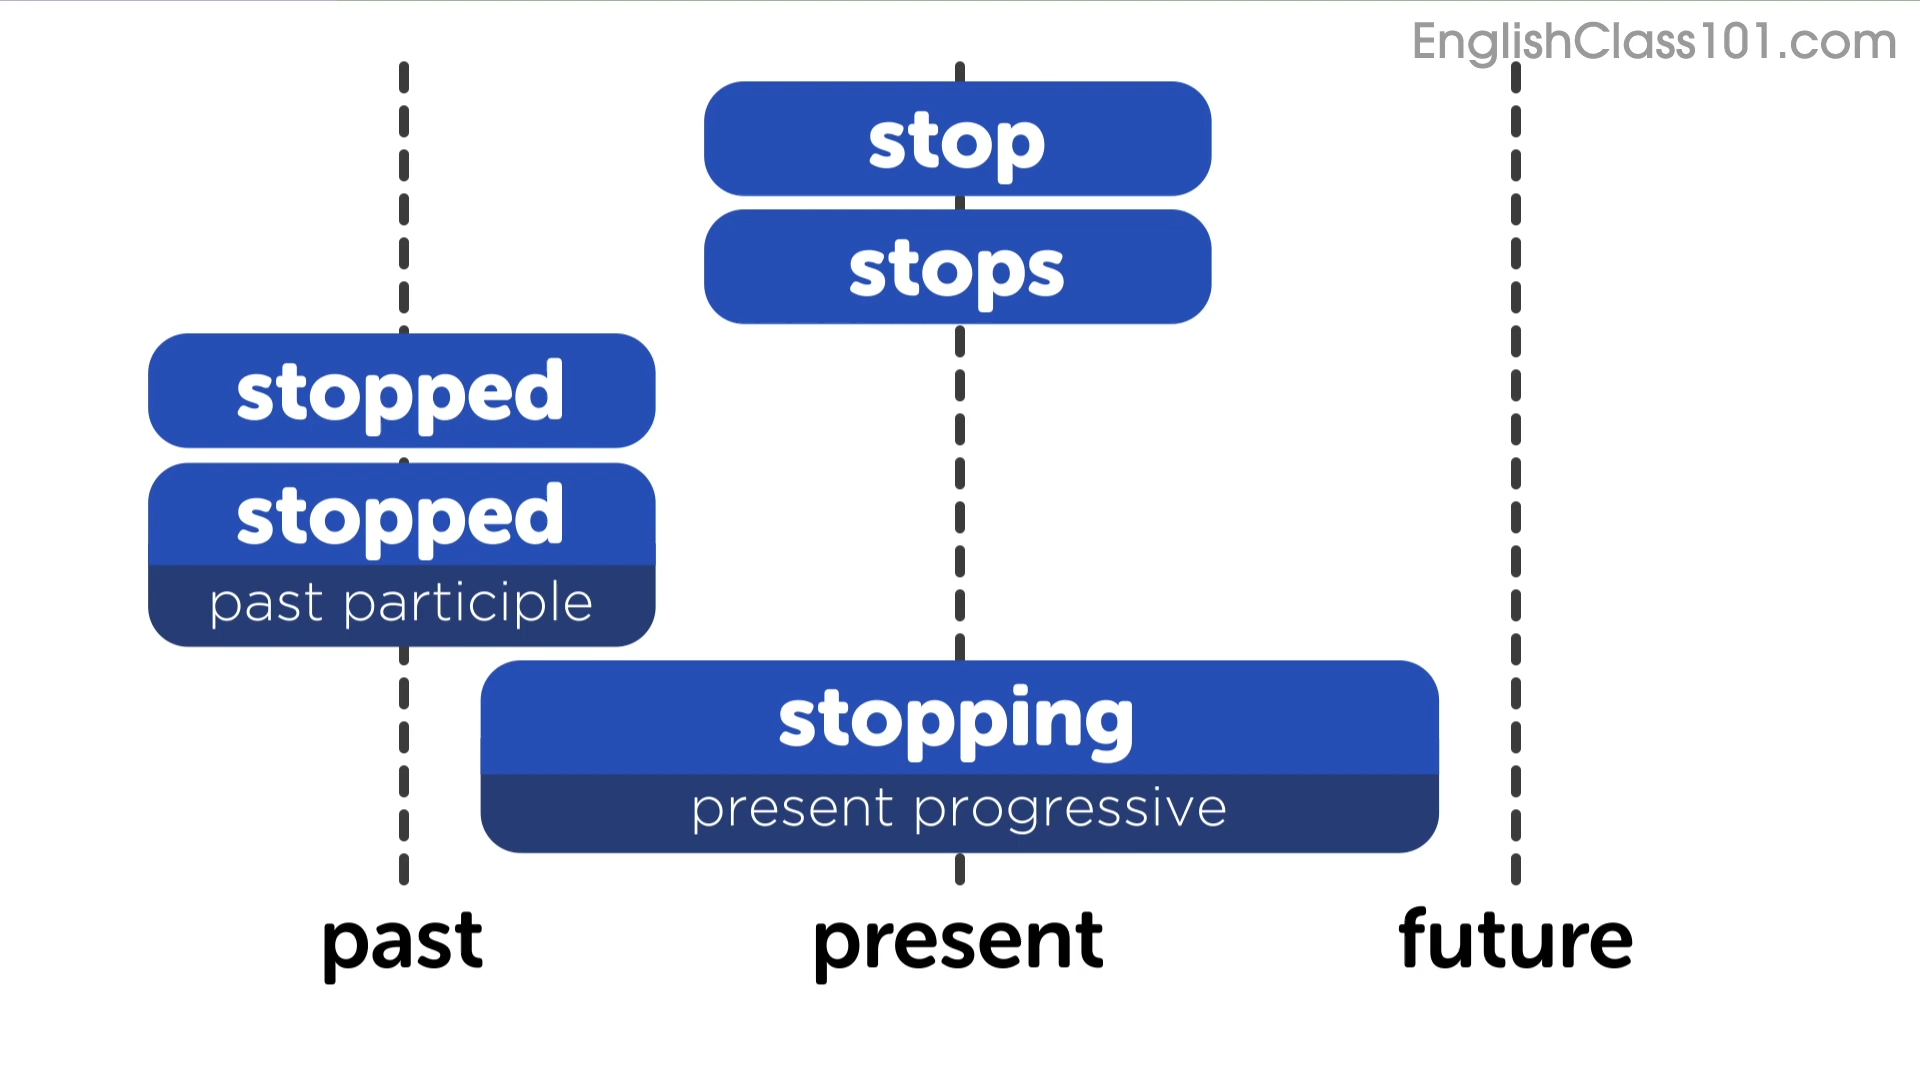 EnglishClass101.com
stop
stops
stopped
stopped
past participle
stopping
present progressive
past
present
future